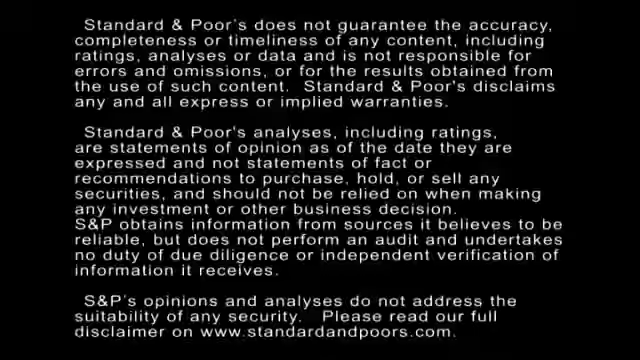 Standard & Poor's does not guarantee the accuracy,
completeness or timeliness of any content, including
ratings, analyses or data and is not responsible for
errors and omissions, or for the results obtained from
the use of such content. Standard & Poor's disclaims
any and all express or implied warranties.
Standard & Poor's analyses, including ratings,
are statements of opinion as of the date they are
expressed and not statements of fact or
recommendations to purchase, hold, or sell any
securities, and should not be relied on when making
any investment or other business decision.
S&P obtains information from sources it believes to be
reliable, but does not perform an audit and undertakes
no duty of due diligence or independent verification of
information it receives.
S&P's opinions and analyses do not address the
suitability of any security. Please read our full
disclaimer on www.standardandpoors.com.